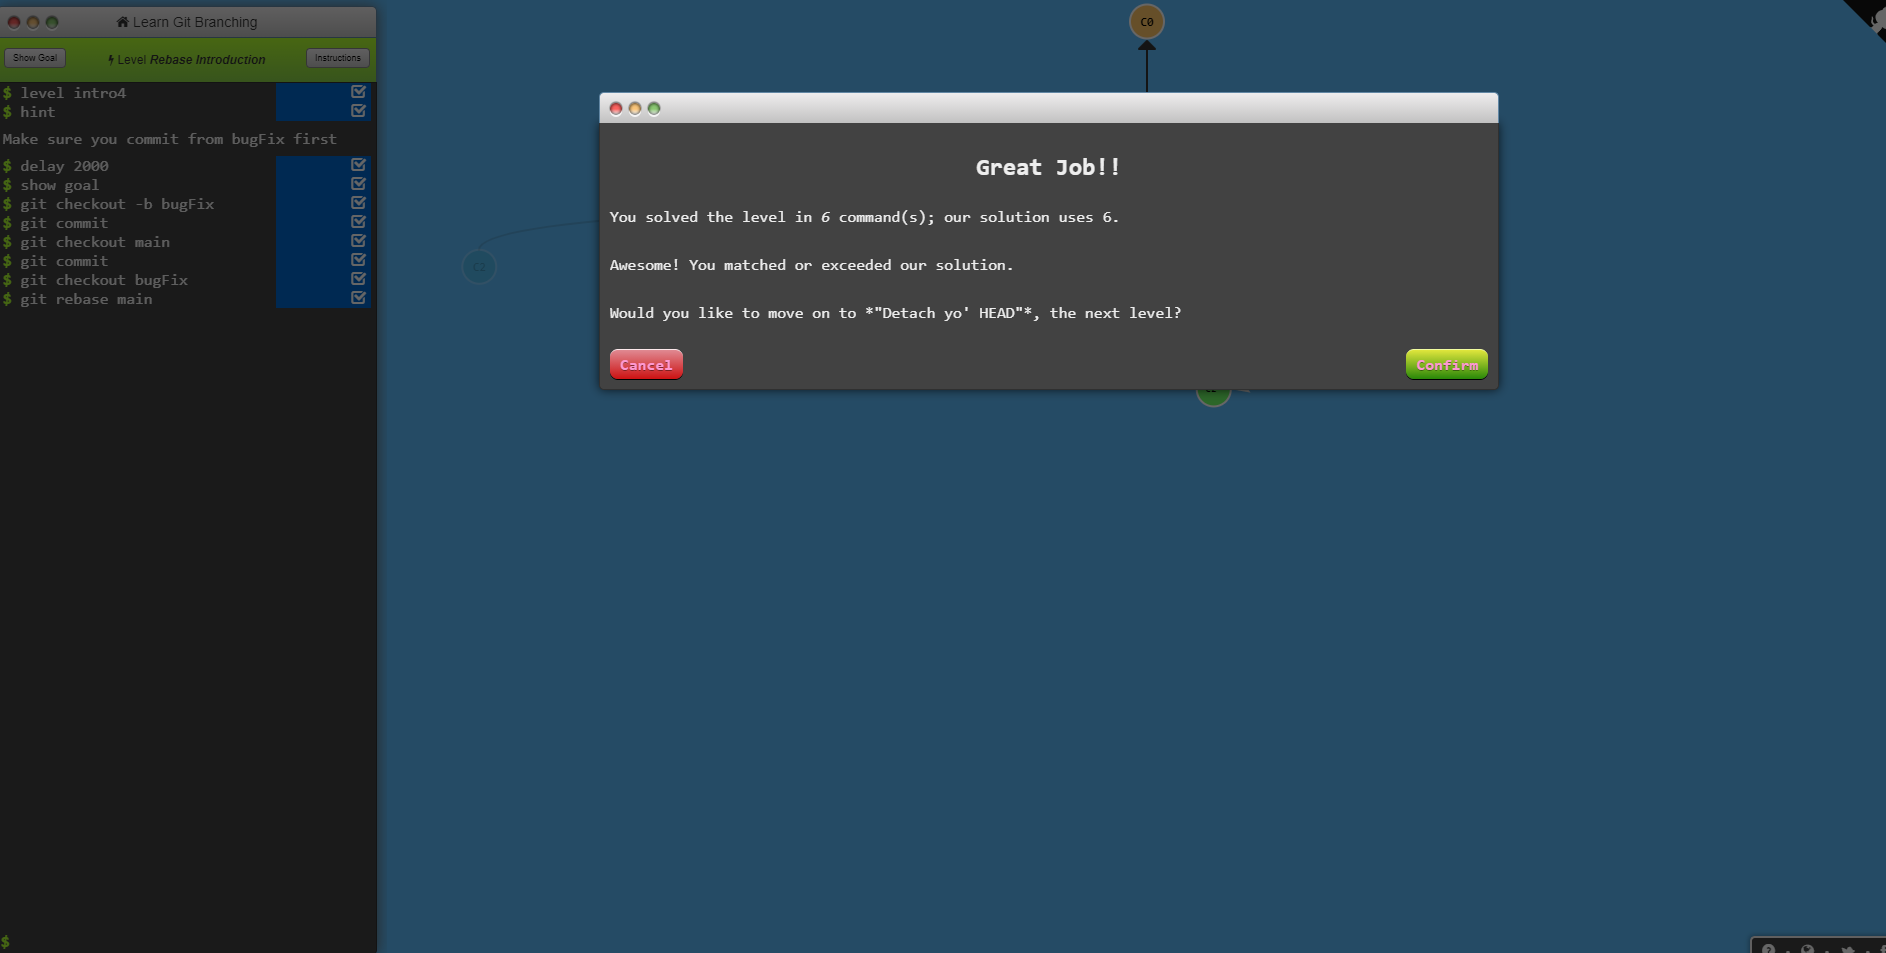 Learn Git Branching
Show Goal
Level Rebase Introduction
Instructions
$ level intro4
$ hint
Make sure you commit from bugFix first
$ delay 2000
$ show goal
$ git checkout -b bugFix
$ git commit
$ git checkout main
$ git commit
$ git checkout bugFix
$ git rebase main
$
C0
C2
Great Job!!
You solved the level in 6 command(s); our solution uses 6.
Awesome! You matched or exceeded our solution.
Would you like to move on to *"Detach yo' HEAD"*, the next level?
Cancel
Confirm